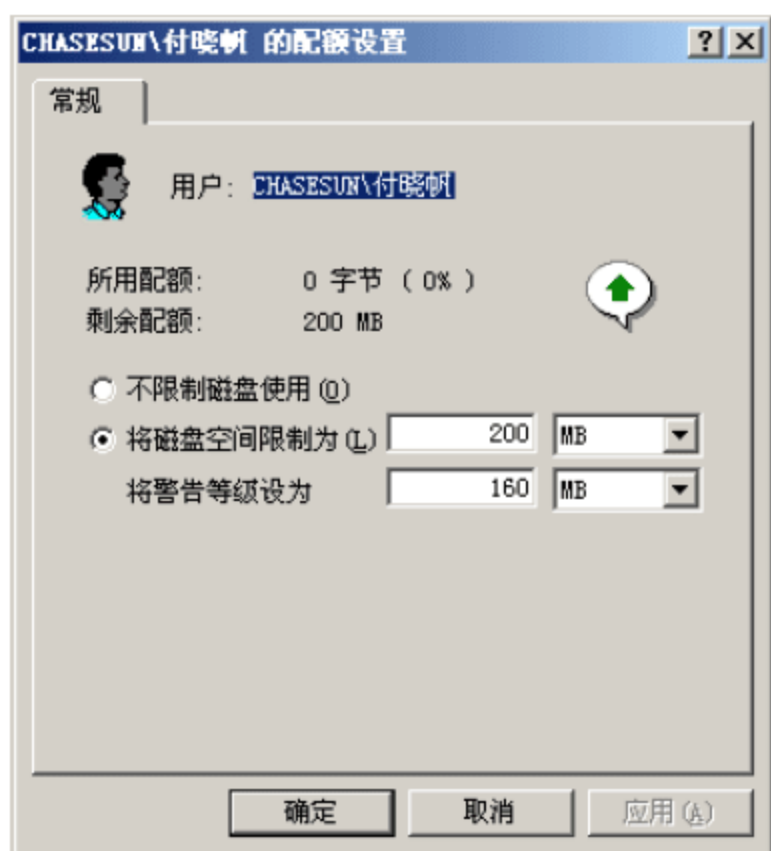 CHASESUN\付晓帆 的配额设置
常规
用户: CHASESUN\付晓帆
所用配额: 0 字节 ( 0% )
剩余配额: 200 MB
不限制磁盘使用(O)
将磁盘空间限制为(L) 200 MB
将警告等级设为 160 MB
确定 取消 应用(A)